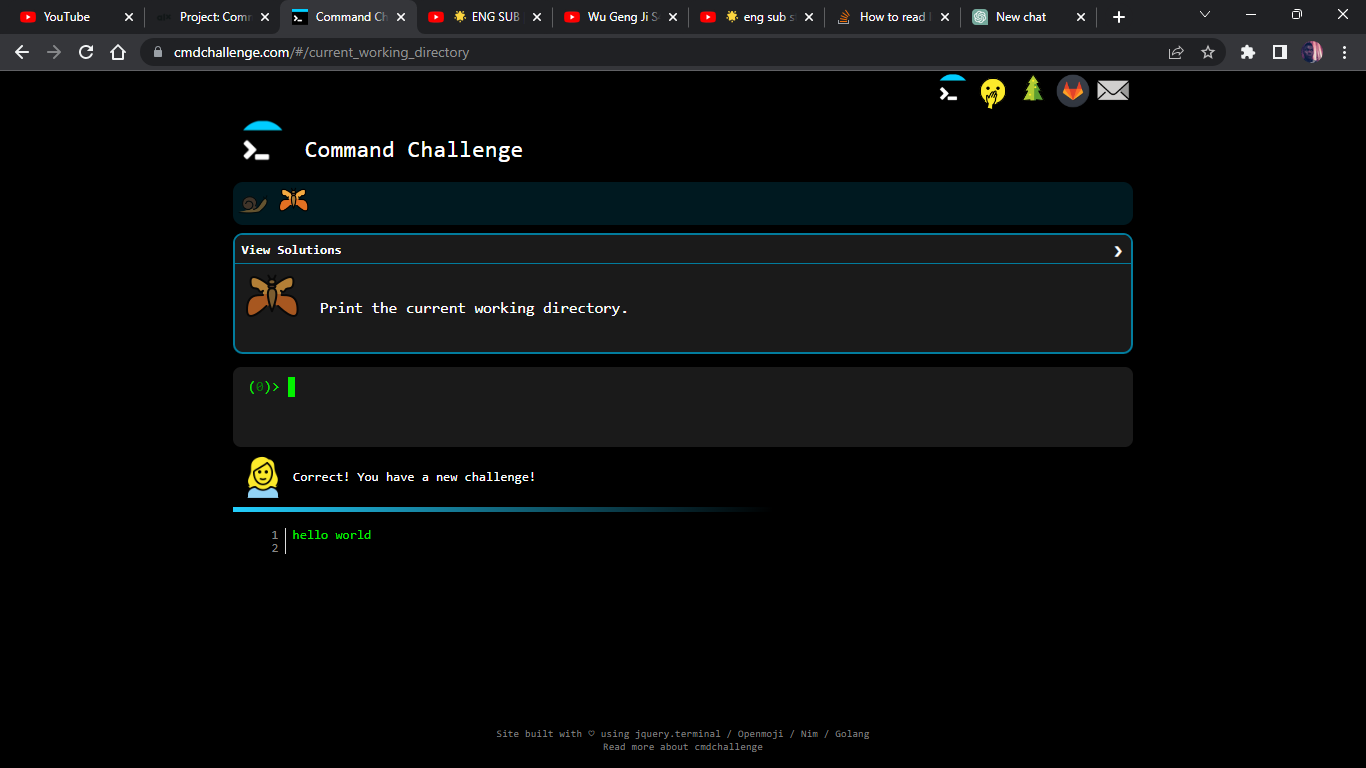 YouTube
Project: Comm
Command Ch
ENG SUB
Wu Geng Ji S
eng sub s
How to read
New chat
cmdchallenge.com/#/current_working_directory
Command Challenge
View Solutions
Print the current working directory.
(0)>
Correct! You have a new challenge!
1 hello world
2
Site built with ♡ using jquery.terminal / Openmoji / Nim / Golang
Read more about cmdchallenge